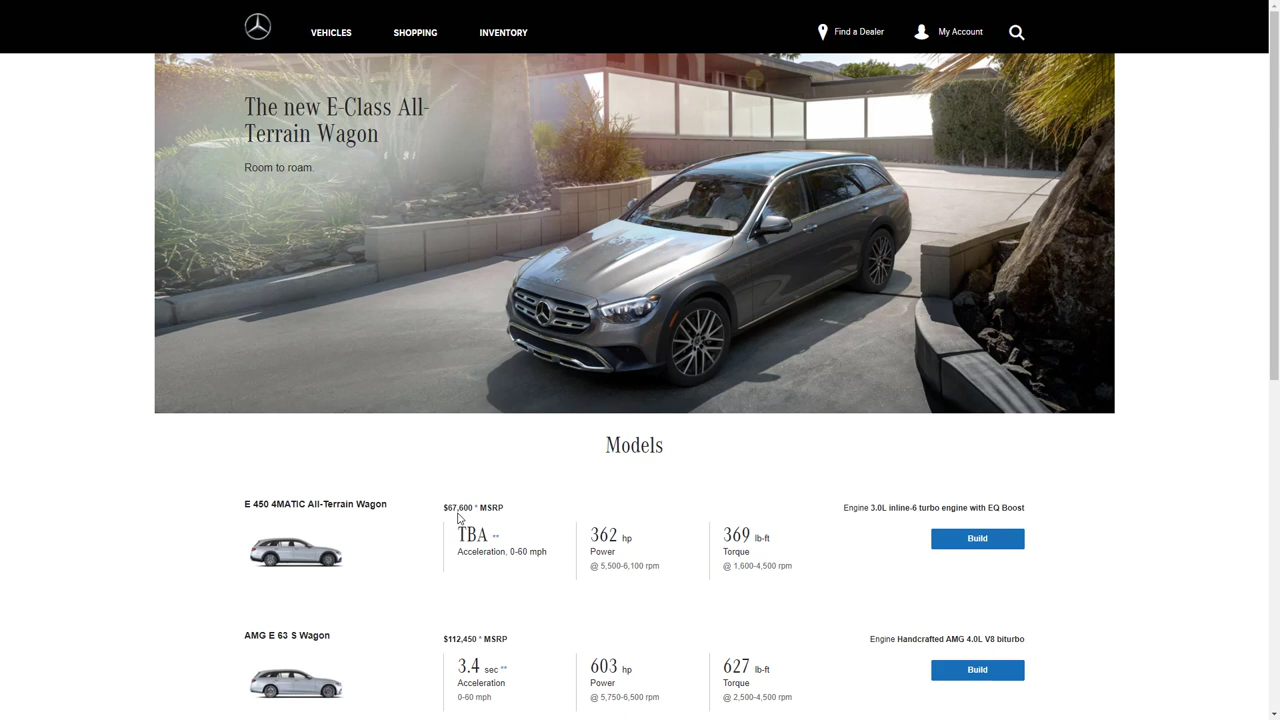 VEHICLES SHOPPING INVENTORY Find a Dealer My Account
The new E-Class All-
Terrain Wagon
Room to roam.
Models
E 450 4MATIC All-Terrain Wagon
$67,600 * MSRP
Engine 3.0L inline-6 turbo engine with EQ Boost
TBA **
Acceleration, 0-60 mph
362 hp
Power
@ 5,500-6,100 rpm
369 lb-ft
Torque
@ 1,600-4,500 rpm
Build
AMG E 63 S Wagon
$112,450 * MSRP
Engine Handcrafted AMG 4.0L V8 biturbo
3.4 sec **
Acceleration
0-60 mph
603 hp
Power
@ 5,750-6,500 rpm
627 lb-ft
Torque
@ 2,500-4,500 rpm
Build